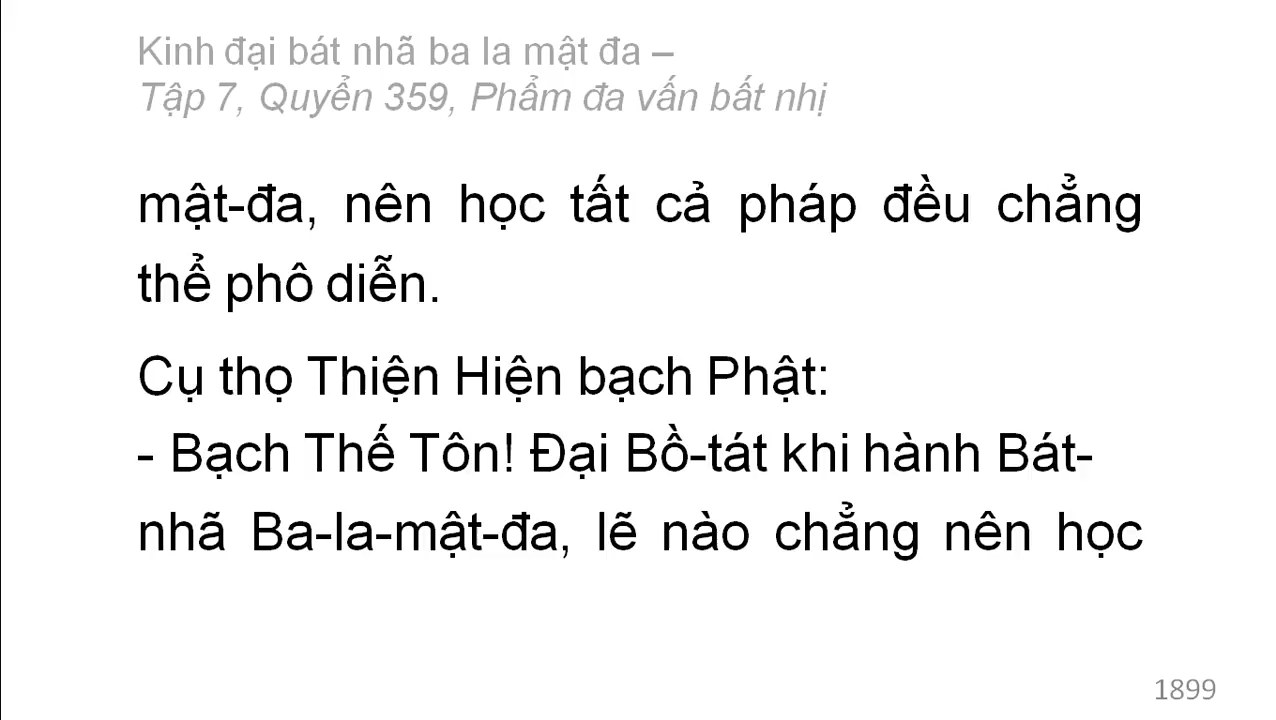 Kinh đại bát nhã ba la mật đa –
Tập 7, Quyển 359, Phẩm đa vấn bất nhị
mật-đa, nên học tất cả pháp đều chẳng
thể phô diễn.
Cụ thọ Thiện Hiện bạch Phật:
- Bạch Thế Tôn! Đại Bồ-tát khi hành Bát-
nhã Ba-la-mật-đa, lẽ nào chẳng nên học
1899